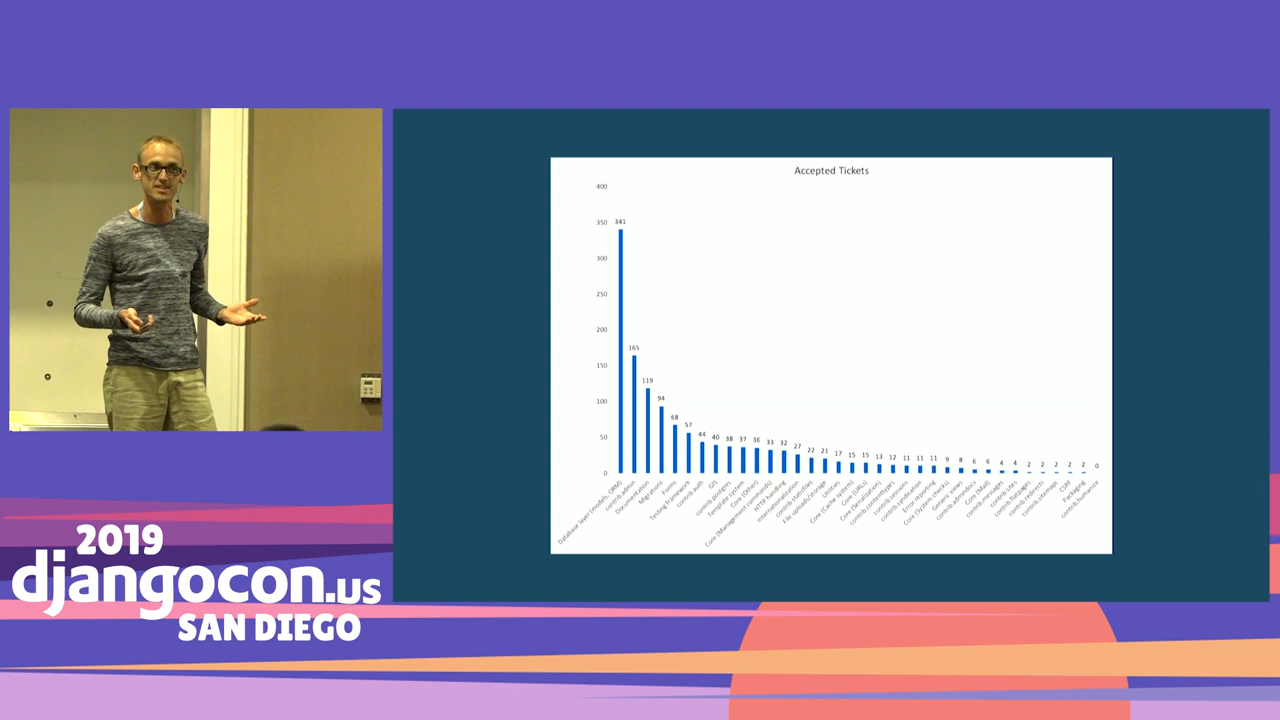 Accepted Tickets
400
350
300
250
200
150
100
50
0
341
165
119
94
68
57
44
40
38
37
36
33
32
27
22
21
17
15
15
13
12
11
11
11
9
8
6
6
4
4
2
2
2
2
2
0
Database layer (models, ORM)
contrib.admin
Documentation
Migrations
Forms
Testing framework
contrib.auth
GIS
contrib.postgres
Template system
Core (Other)
Core (Management commands)
HTTP handling
Internationalization
contrib.staticfiles
File uploads/storage
Utilities
Core (Cache system)
Core (URLs)
Core (Serialization)
contrib.contenttypes
contrib.sessions
contrib.syndication
Error reporting
Core (System checks)
Generic views
contrib.admindocs
Core (Mail)
contrib.messages
contrib.sites
contrib.flatpages
contrib.redirects
contrib.sitemaps
CSRF
Packaging
contrib.humanize
2019
djangocon.us
SAN DIEGO